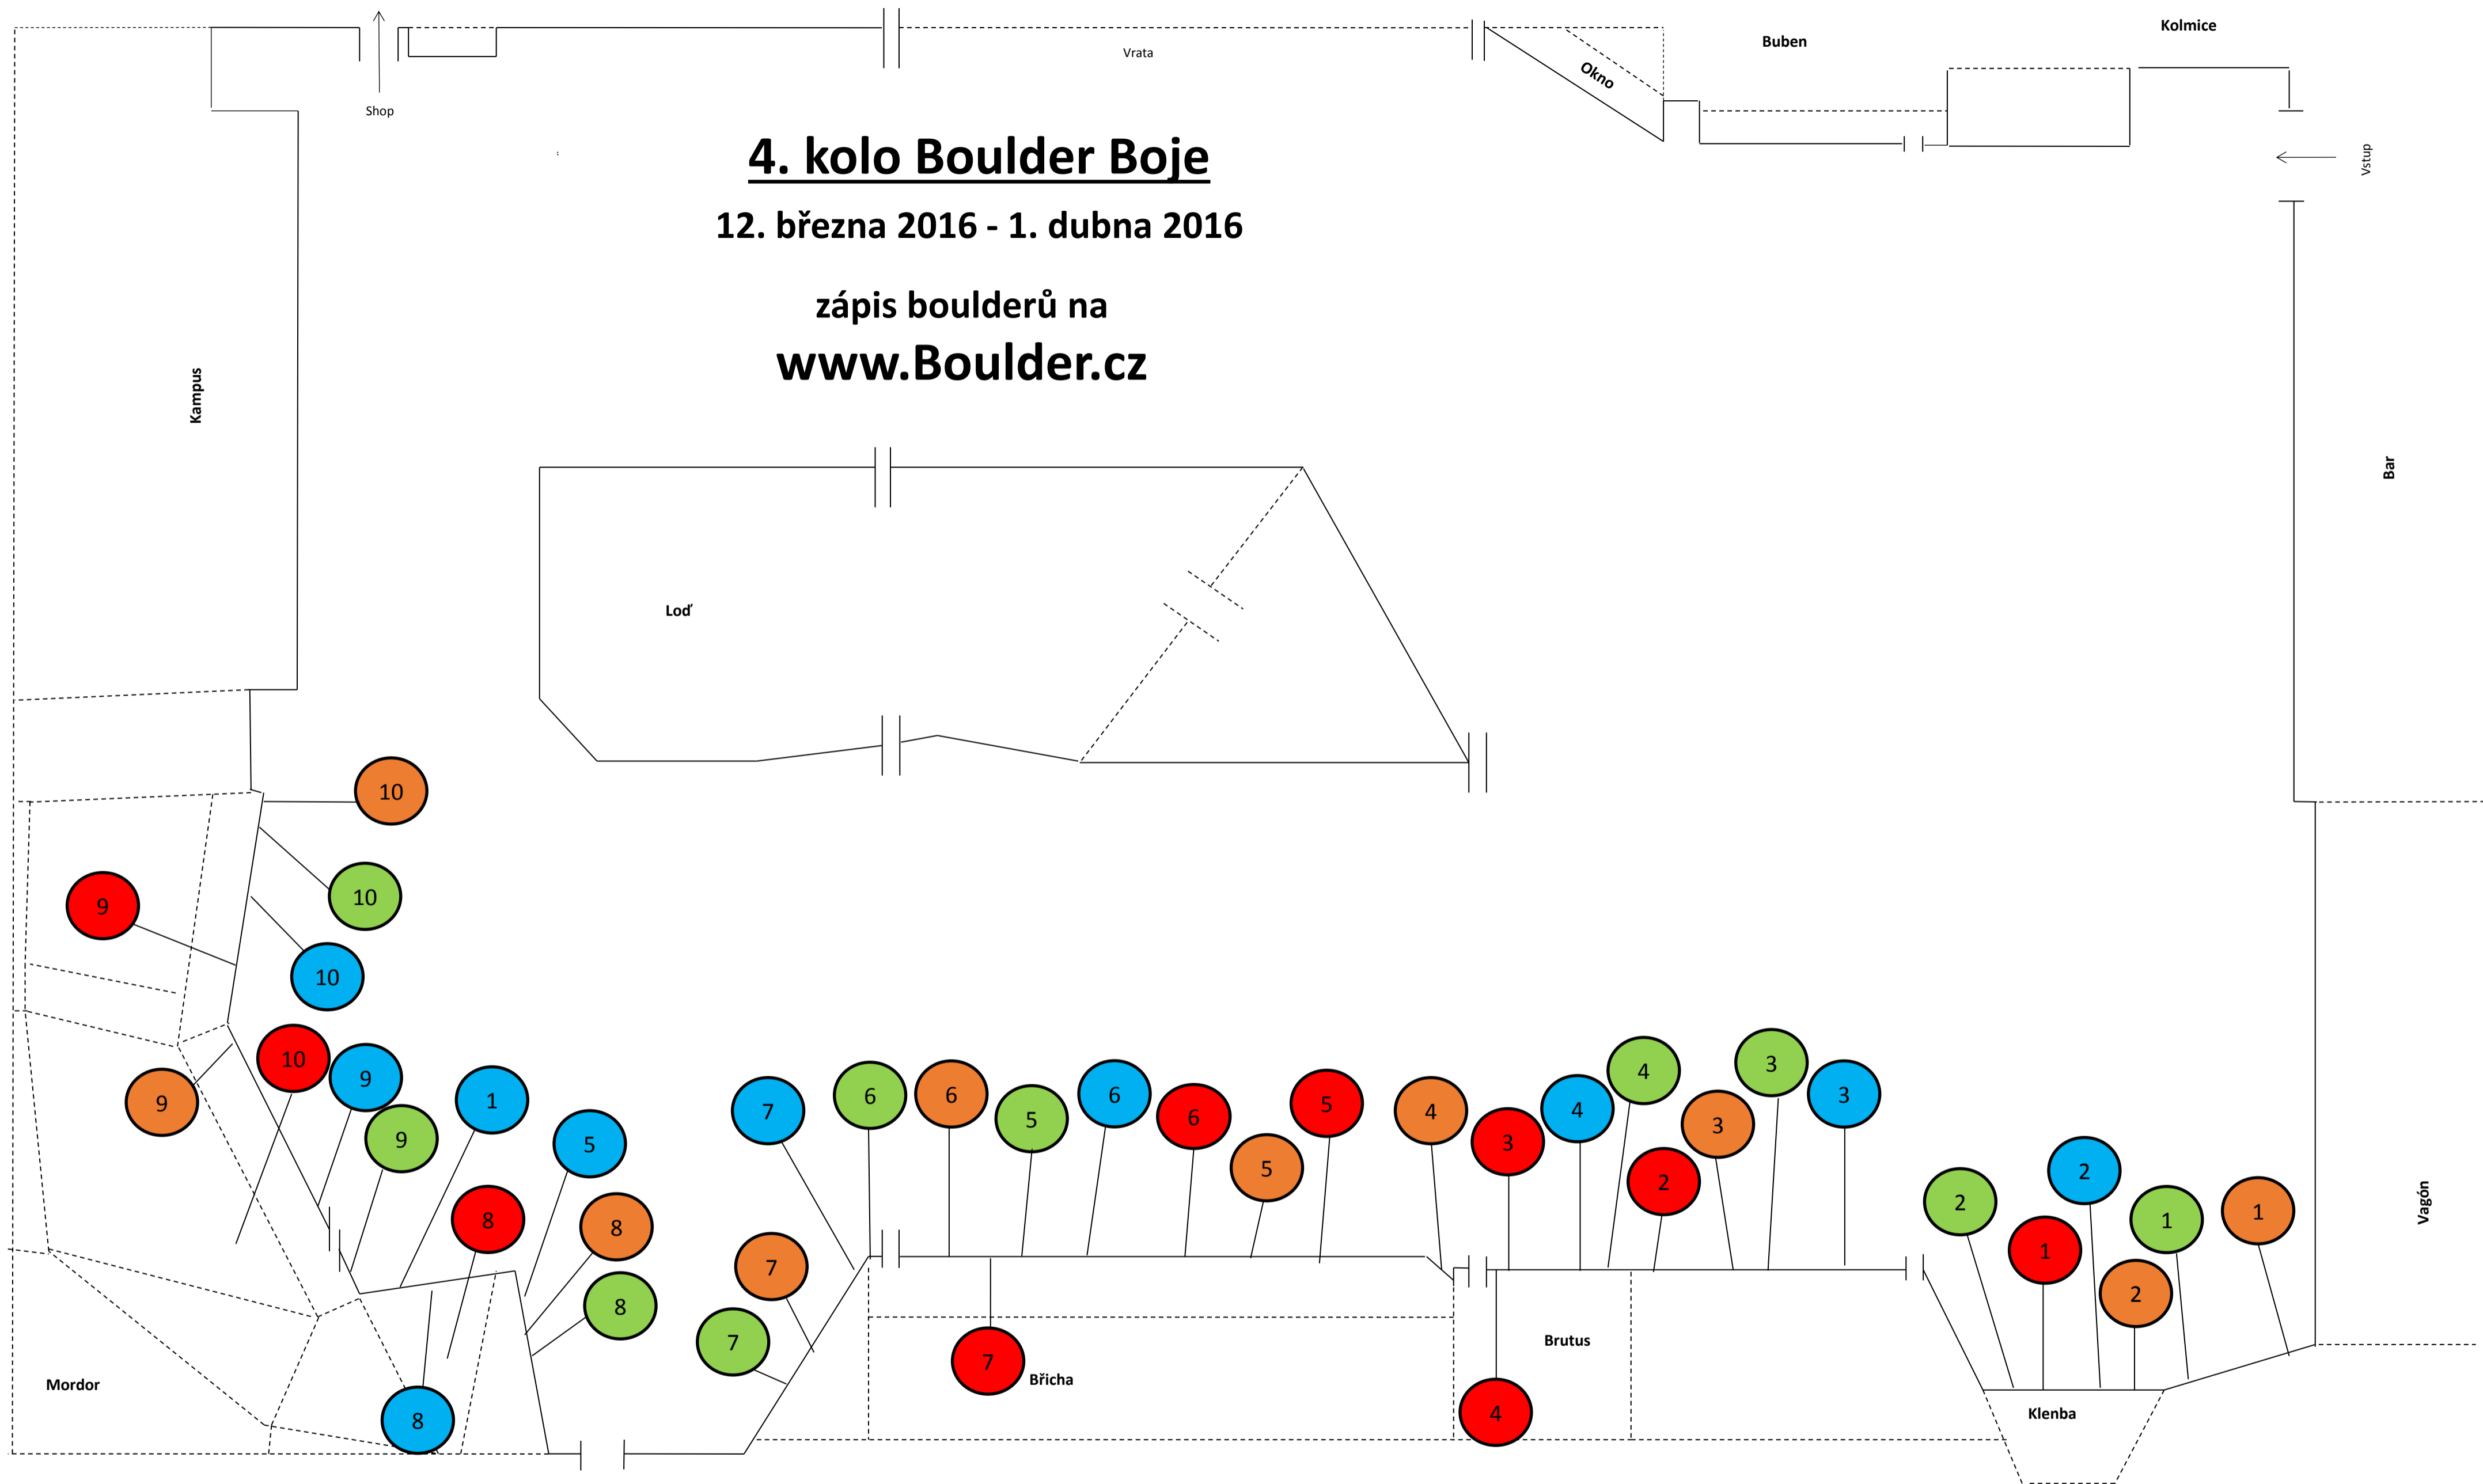 Kolmice
Buben
Vrata
Okno
Shop
4. kolo Boulder Boje
Vstup
12. března 2016 - 1. dubna 2016
zápis boulderů na
www.Boulder.cz
Kampus
Bar
Loď
10
10
9
10
10
9
9
9
1
5
8
8
8
8
7
7
7
6
6
5
6
6
5
5
7
4
3
4
4
2
3
3
3
4
2
1
2
2
1
1
Vagón
Brutus
Břicha
Mordor
Klenba